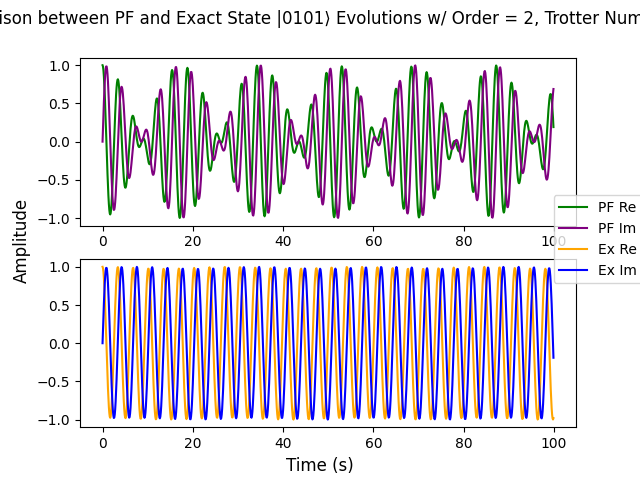 Comparison between PF and Exact State |0101⟩ Evolutions w/ Order = 2, Trotter Num
1.0
0.5
0.0
−0.5
−1.0
0 20 40 60 80 100
PF Re
PF Im
Ex Re
Ex Im
Amplitude
1.0
0.5
0.0
−0.5
−1.0
0 20 40 60 80 100
Time (s)